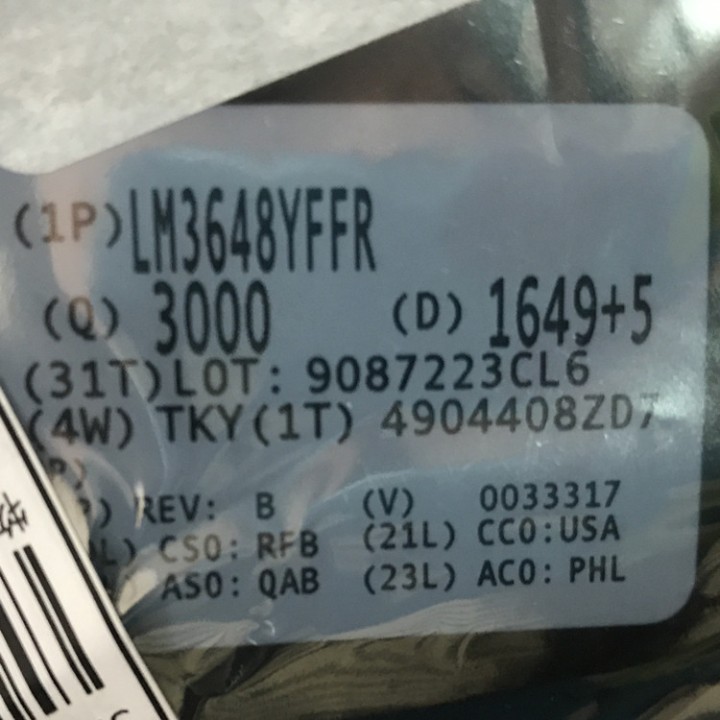 (1P)LM3648YFFR
(Q) 3000 (D) 1649+5
(31T)LOT: 9087223CL6
(4W) TKY(1T) 4904408ZD7
P)
P) REV: B (V) 0033317
L) CSO: RFB (21L) CCO:USA
ASO: QAB (23L) ACO: PHL